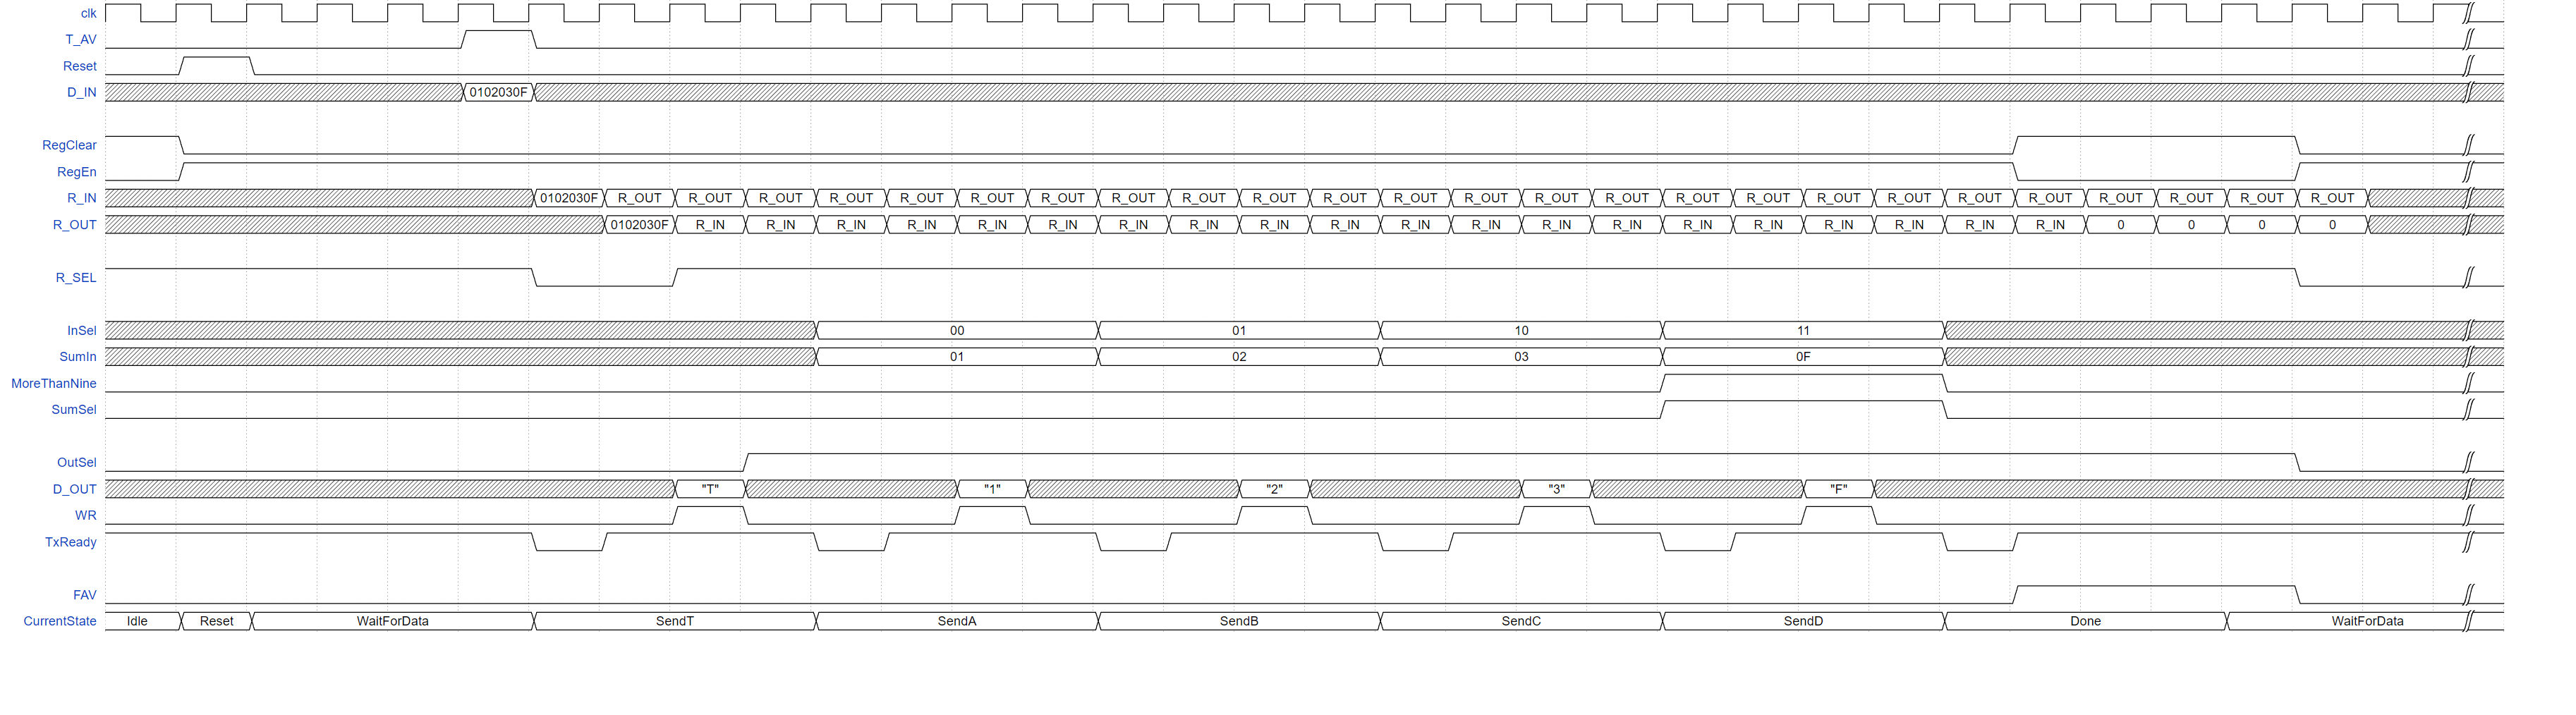 clk
T_AV
Reset
D_IN 0102030F
RegClear
RegEn
R_IN 0102030F R_OUT R_OUT R_OUT R_OUT R_OUT R_OUT R_OUT R_OUT R_OUT R_OUT R_OUT R_OUT R_OUT R_OUT R_OUT R_OUT R_OUT R_OUT R_OUT R_OUT R_OUT R_OUT R_OUT R_OUT R_OUT
R_OUT 0102030F R_IN R_IN R_IN R_IN R_IN R_IN R_IN R_IN R_IN R_IN R_IN R_IN R_IN R_IN R_IN R_IN R_IN R_IN R_IN R_IN 0 0 0 0
R_SEL
InSel 00 01 10 11
SumIn 01 02 03 0F
MoreThanNine
SumSel
OutSel
D_OUT "T" "1" "2" "3" "F"
WR
TxReady
FAV
CurrentState Idle Reset WaitForData SendT SendA SendB SendC SendD Done WaitForData